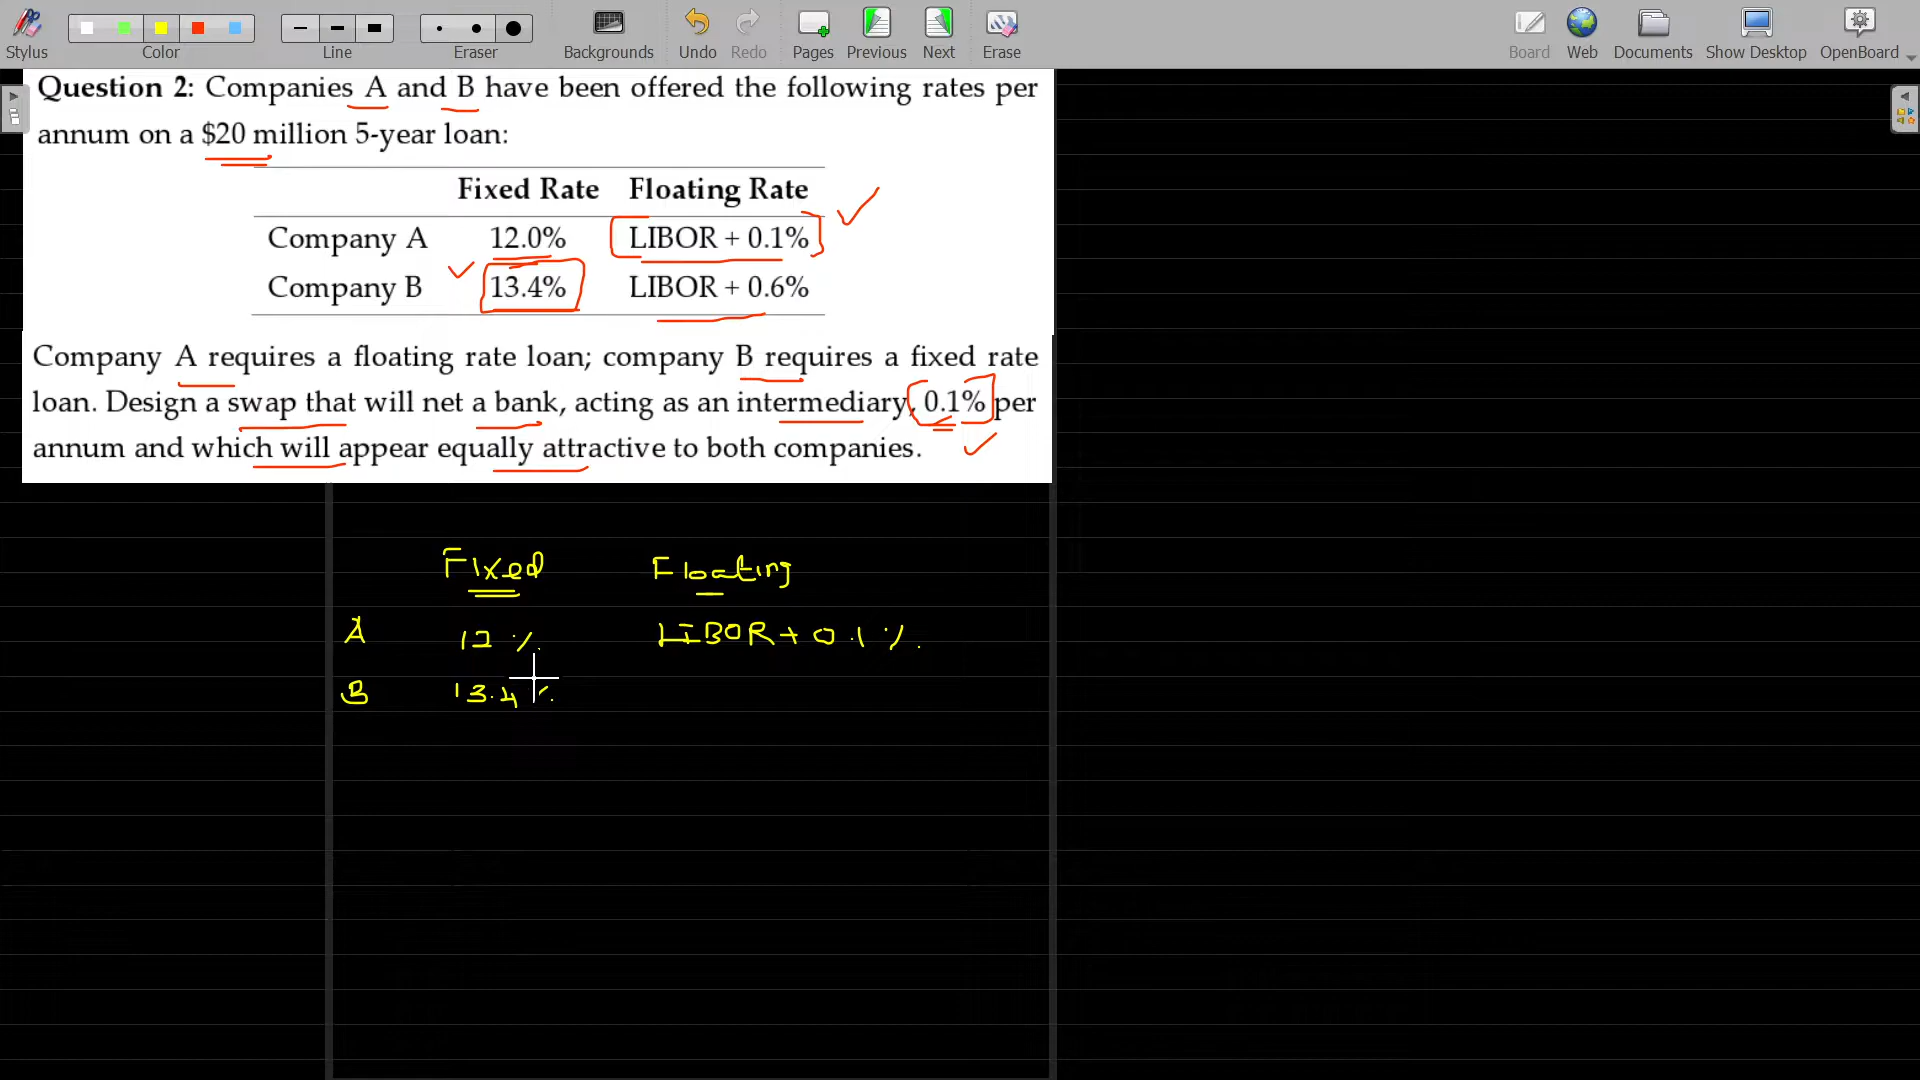 Stylus
Color
Line
Eraser
Backgrounds
Undo
Redo
Pages
Previous
Next
Erase
Board
Web
Documents
Show Desktop
OpenBoard
Question 2: Companies A and B have been offered the following rates per
annum on a $20 million 5-year loan:
Fixed Rate Floating Rate
Company A 12.0% LIBOR + 0.1%
Company B 13.4% LIBOR + 0.6%
Company A requires a floating rate loan; company B requires a fixed rate
loan. Design a swap that will net a bank, acting as an intermediary, 0.1% per
annum and which will appear equally attractive to both companies.
Fixed Floating
A 12 % LIBOR + 0.1 %.
B 13.4 %.